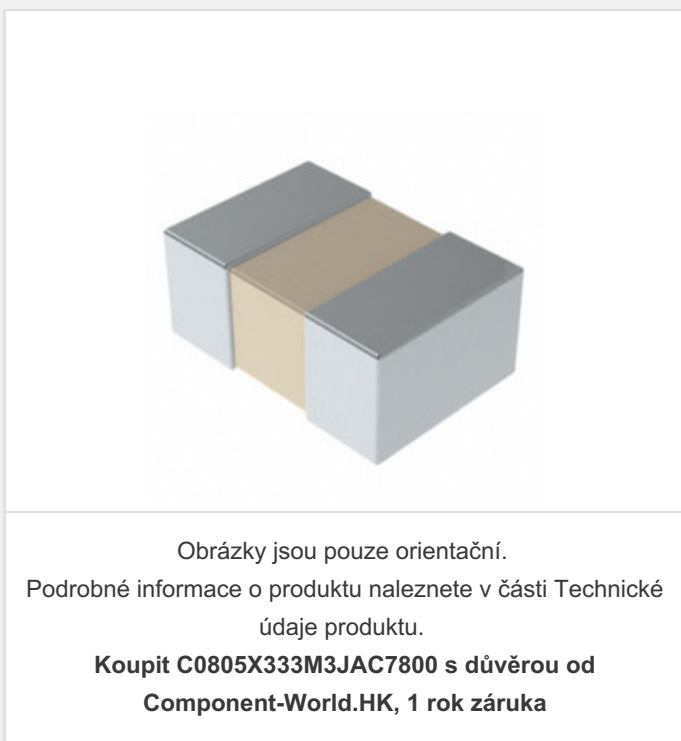 Obrázky jsou pouze orientační.
Podrobné informace o produktu naleznete v části Technické
údaje produktu.
Koupit C0805X333M3JAC7800 s důvěrou od
Component-World.HK, 1 rok záruka